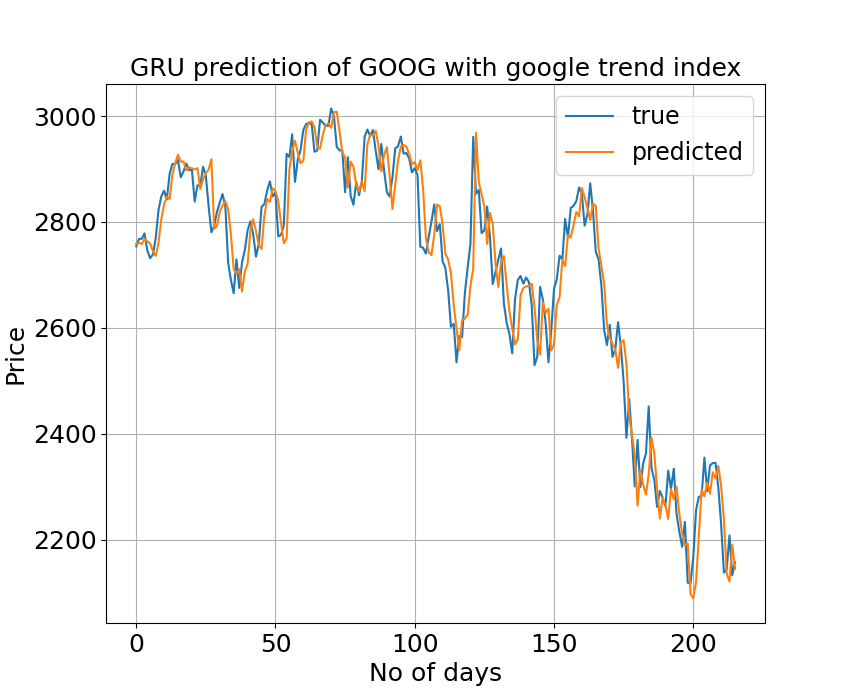 GRU prediction of GOOG with google trend index
true
predicted
3000
2800
2600
2400
2200
Price
0 50 100 150 200
No of days